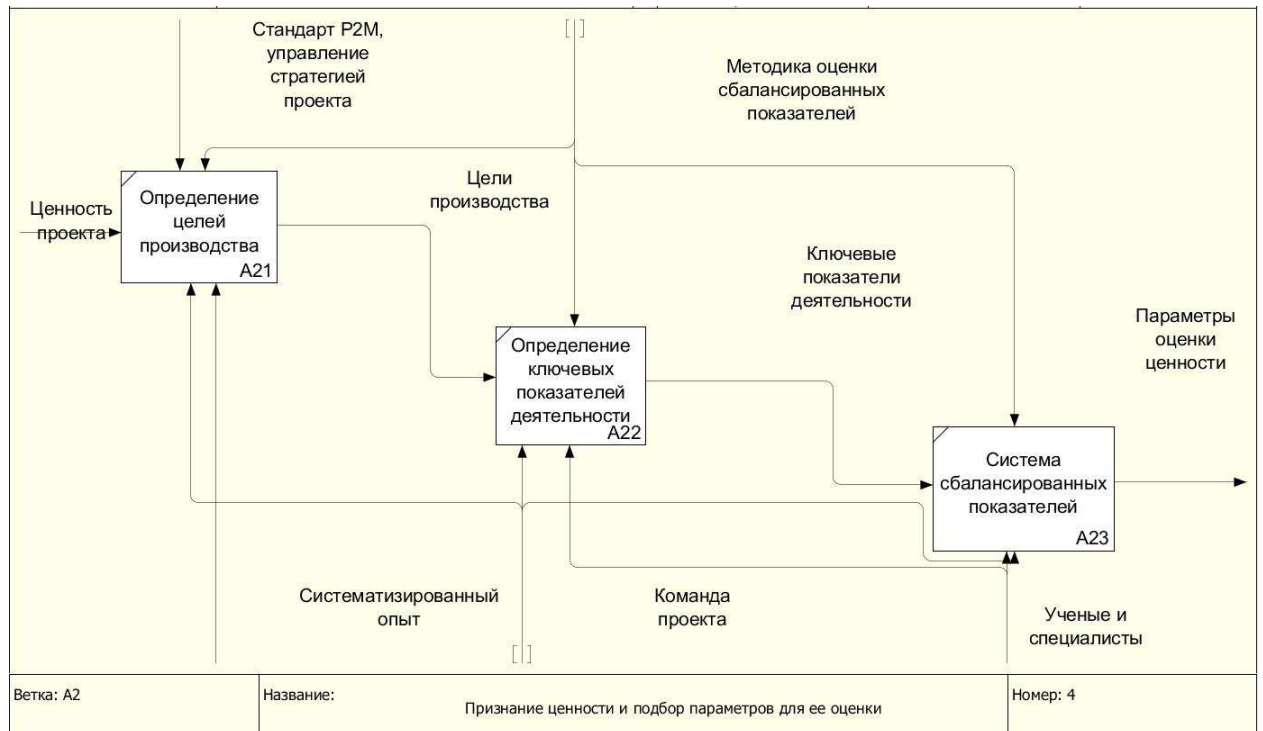 Стандарт P2M,
управление
стратегией
проекта
[ ]
Методика оценки
сбалансированных
показателей
Ценность
проекта
Определение
целей
производства
A21
Цели
производства
Ключевые
показатели
деятельности
Определение
ключевых
показателей
деятельности
A22
Параметры
оценки
ценности
Система
сбалансированных
показателей
A23
Систематизированный
опыт
[ ]
Команда
проекта
Ученые и
специалисты
Ветка: A2
Название:
Признание ценности и подбор параметров для ее оценки
Номер: 4